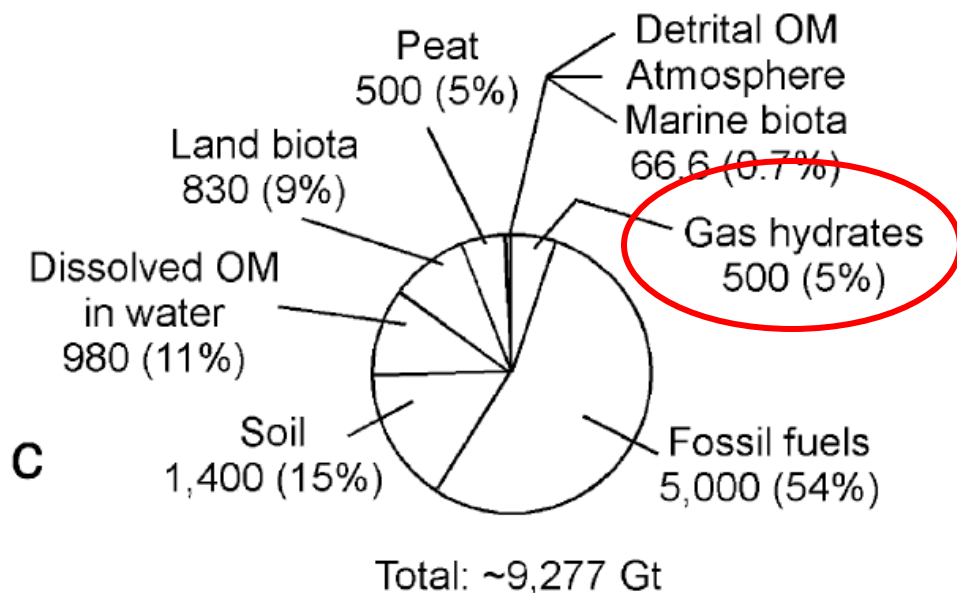 Peat
500 (5%)
Detrital OM
Atmosphere
Marine biota
66.6 (0.7%)
Land biota
830 (9%)
Gas hydrates
500 (5%)
Dissolved OM
in water
980 (11%)
Soil
1,400 (15%)
Fossil fuels
5,000 (54%)
C
Total: ~9,277 Gt